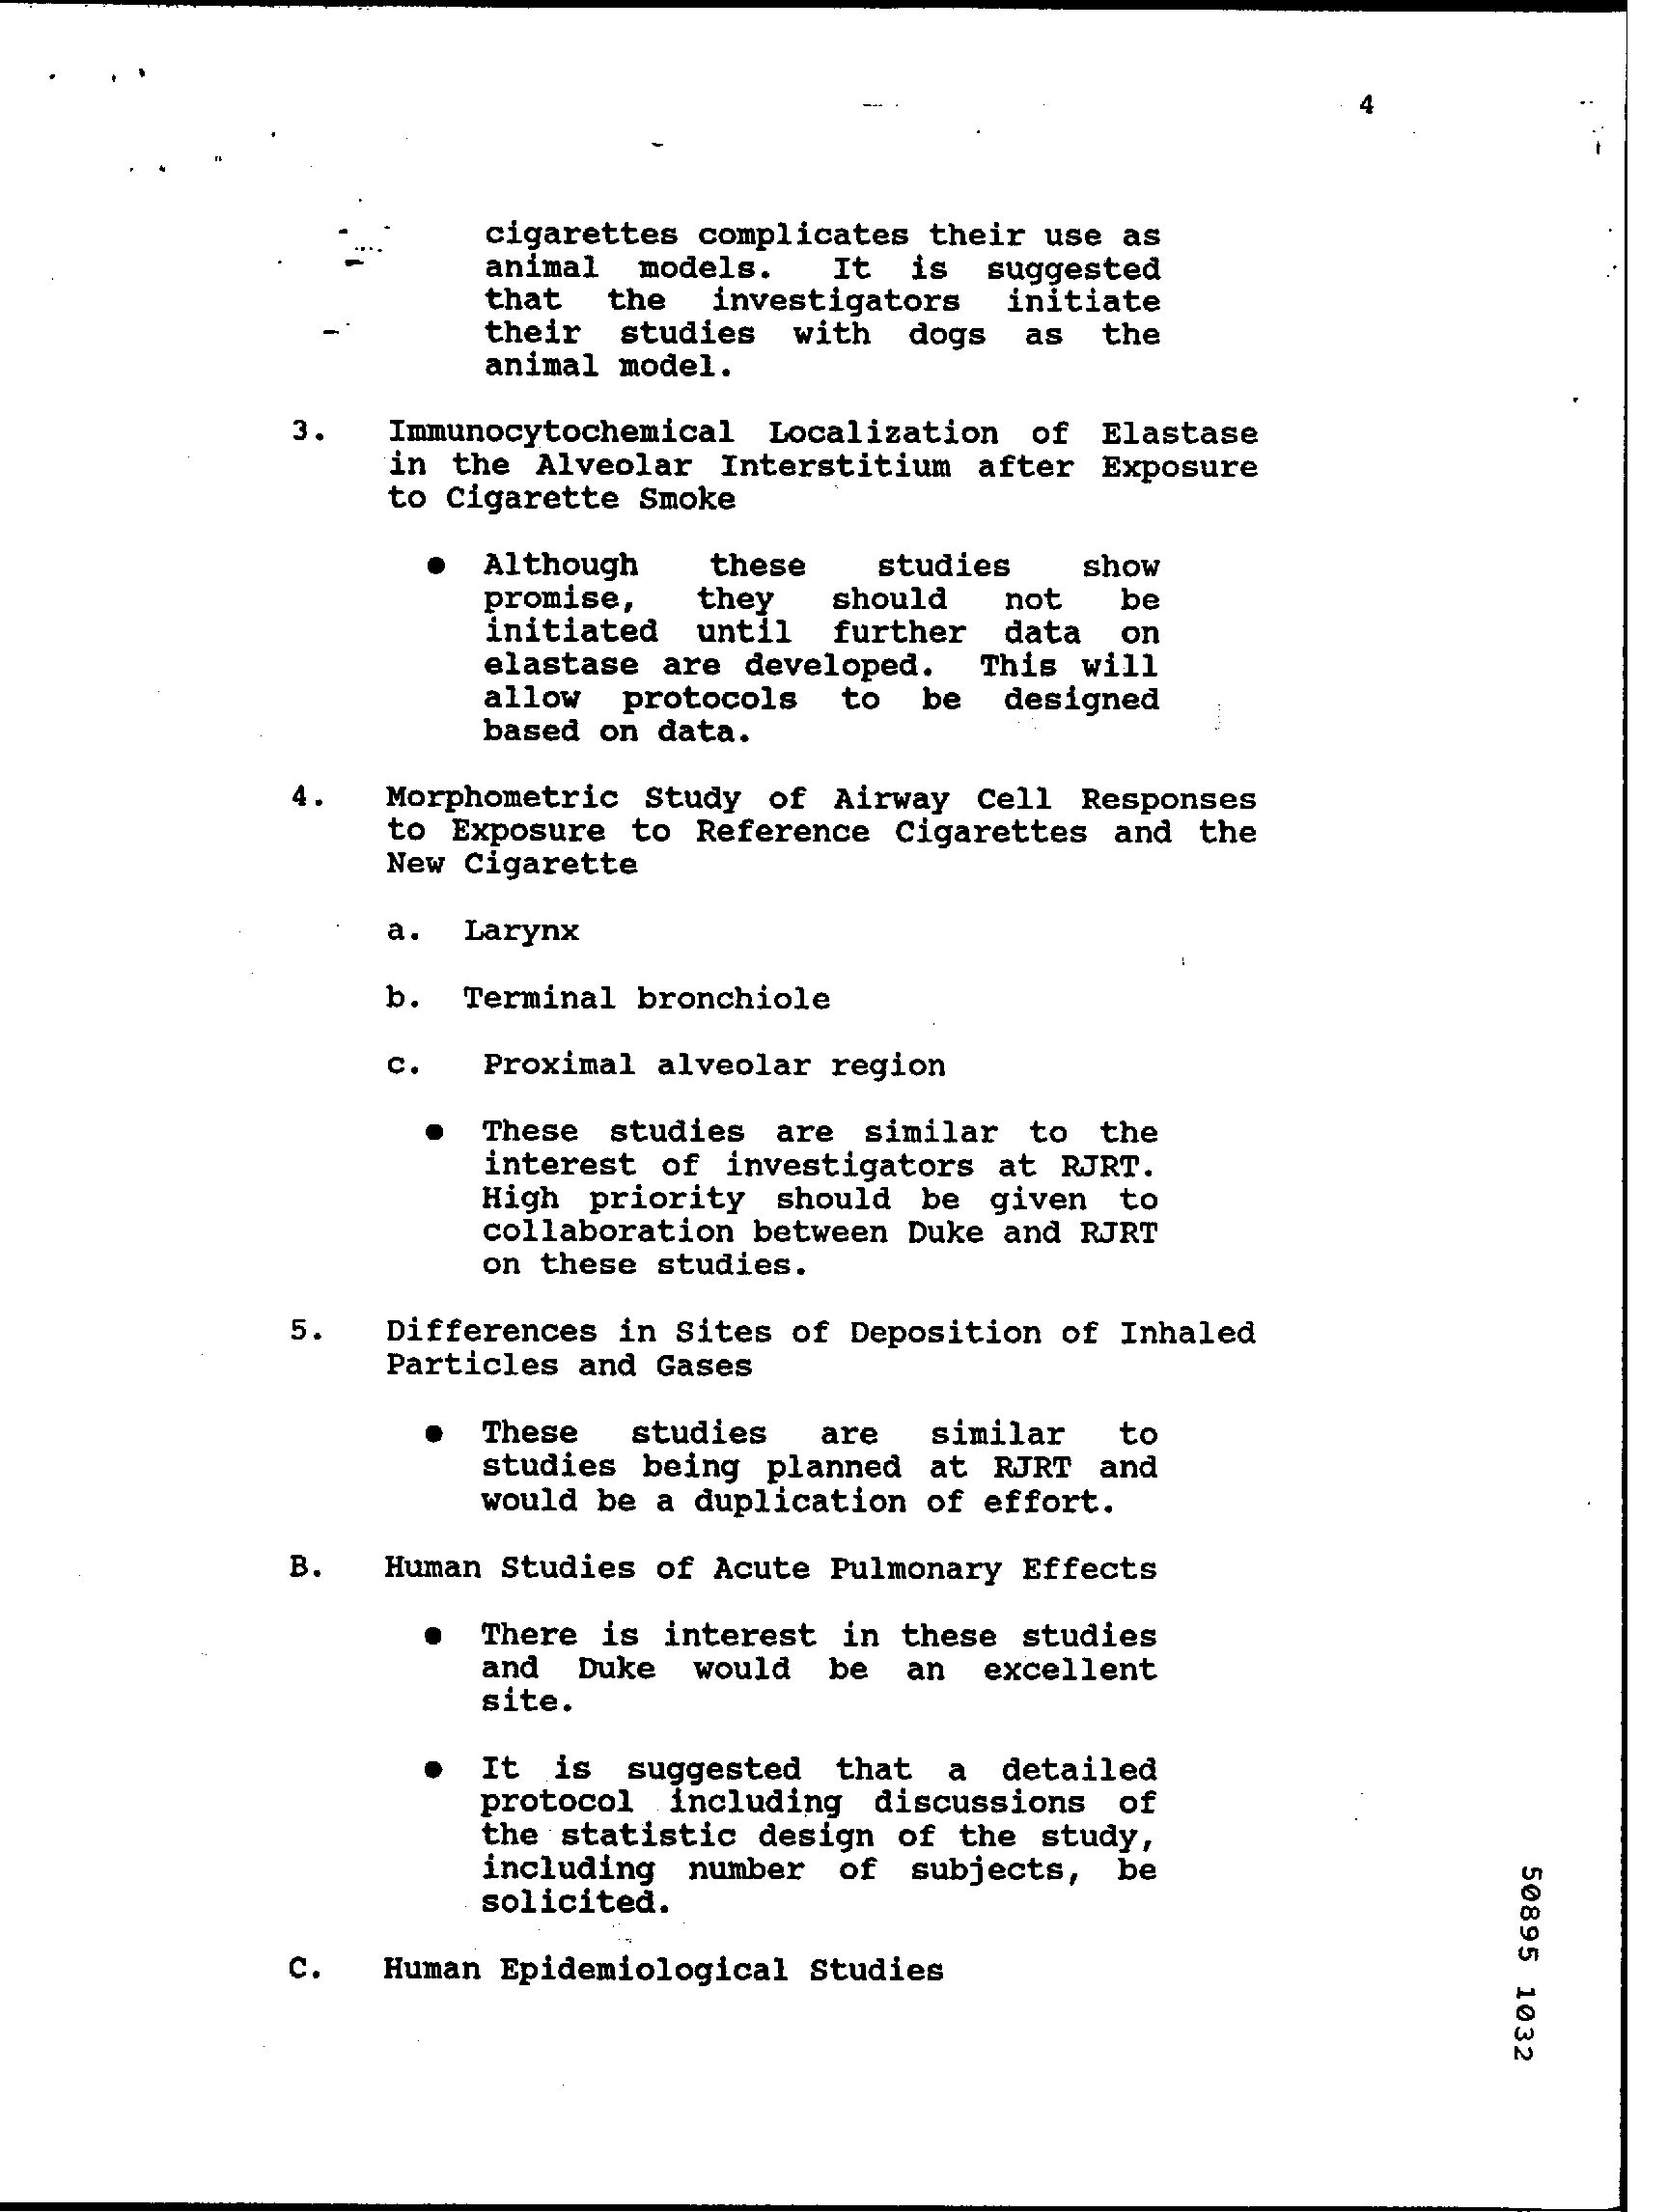 4
cigarettes complicates their use as
animal models. It is suggested
that the investigators initiate
their studies with dogs as the
animal model.
3. Immunocytochemical Localization of Elastase
in the Alveolar Interstitium after Exposure
to Cigarette Smoke
● Although these studies show
promise, they should not be
initiated until further data on
elastase are developed. This will
allow protocols to be designed
based on data.
4. Morphometric Study of Airway Cell Responses
to Exposure to Reference Cigarettes and the
New Cigarette
a. Larynx
b. Terminal bronchiole
c. Proximal alveolar region
● These studies are similar to the
interest of investigators at RJRT.
High priority should be given to
collaboration between Duke and RJRT
on these studies.
5. Differences in Sites of Deposition of Inhaled
Particles and Gases
● These studies are similar to
studies being planned at RJRT and
would be a duplication of effort.
B. Human Studies of Acute Pulmonary Effects
● There is interest in these studies
and Duke would be an excellent
site.
● It is suggested that a detailed
protocol including discussions of
the statistic design of the study,
including number of subjects, be
solicited.
C. Human Epidemiological Studies
50895 1032